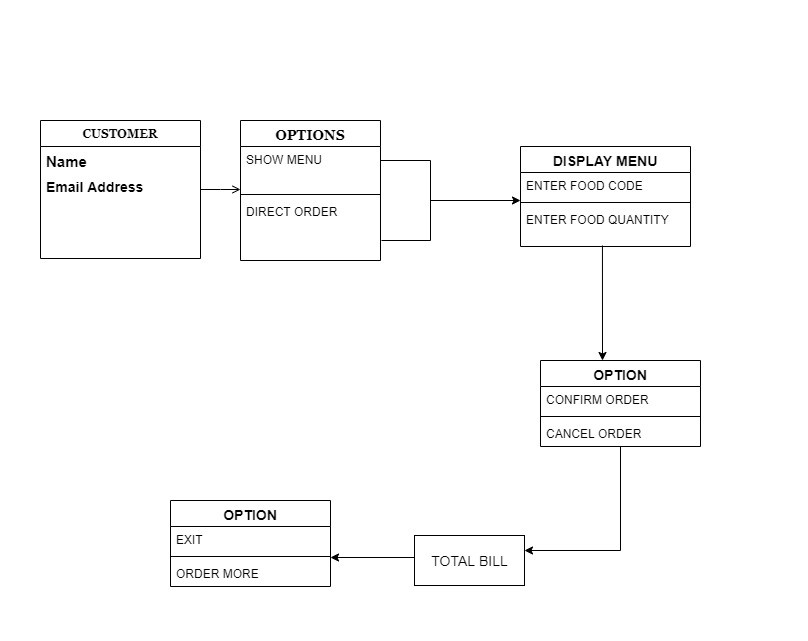 CUSTOMER
Name
Email Address
OPTIONS
SHOW MENU
DIRECT ORDER
DISPLAY MENU
ENTER FOOD CODE
ENTER FOOD QUANTITY
OPTION
CONFIRM ORDER
CANCEL ORDER
TOTAL BILL
OPTION
EXIT
ORDER MORE